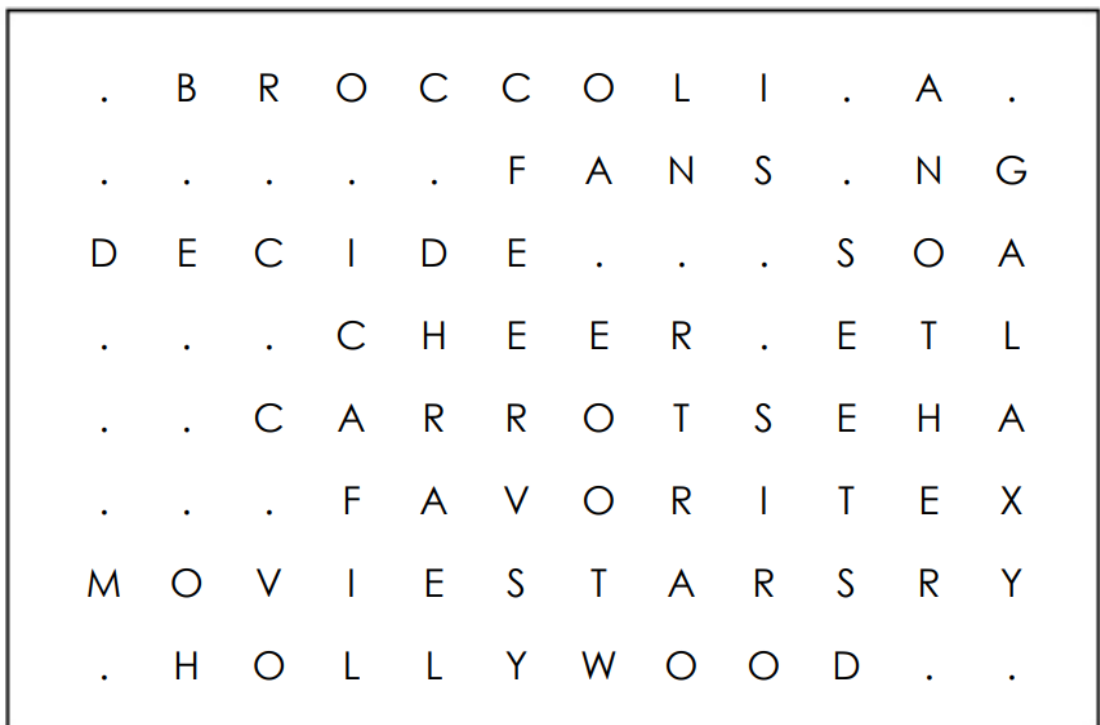 . B R O C C O L I . A .
. . . . . F A N S . N G
D E C I D E . . . S O A
. . . C H E E R . E T L
. . C A R R O T S E H A
. . . F A V O R I T E X
M O V I E S T A R S R Y
. H O L L Y W O O D . .